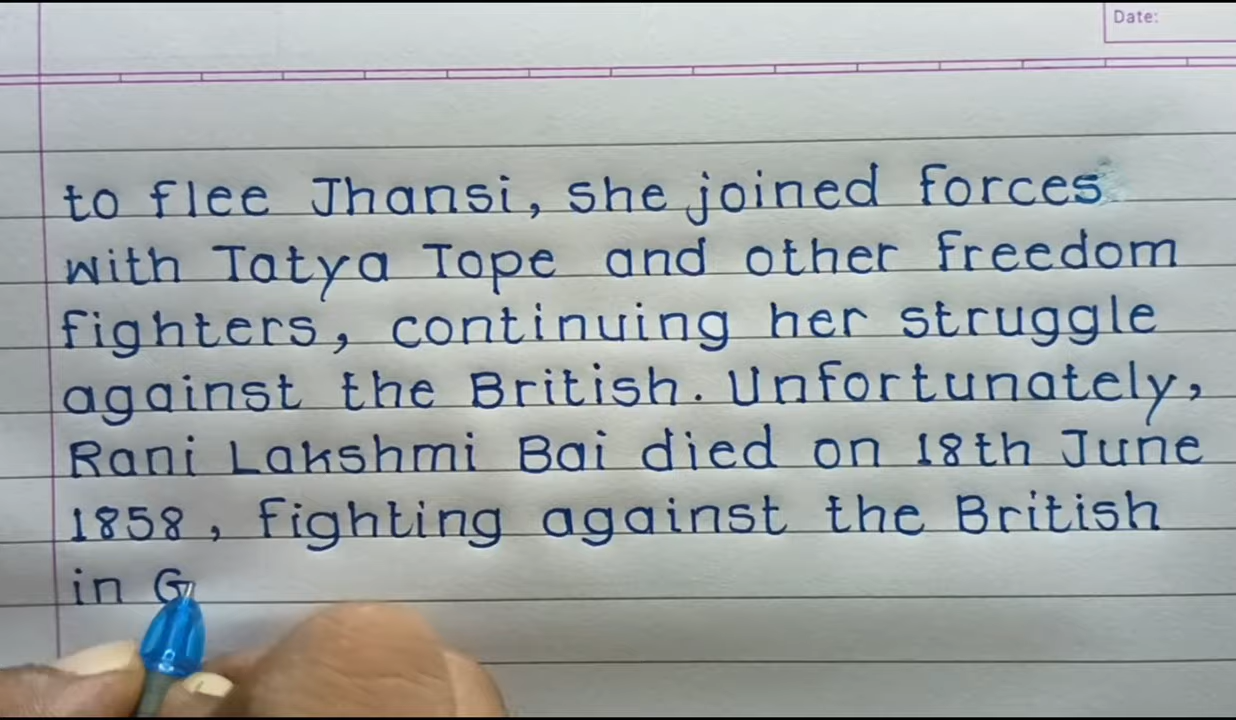 Date:
to flee Jhansi, she joined forces
with Tatya Tope and other freedom
fighters, continuing her struggle
against the British. Unfortunately,
Rani Lakshmi Bai died on 18th June
1858, fighting against the British
in G